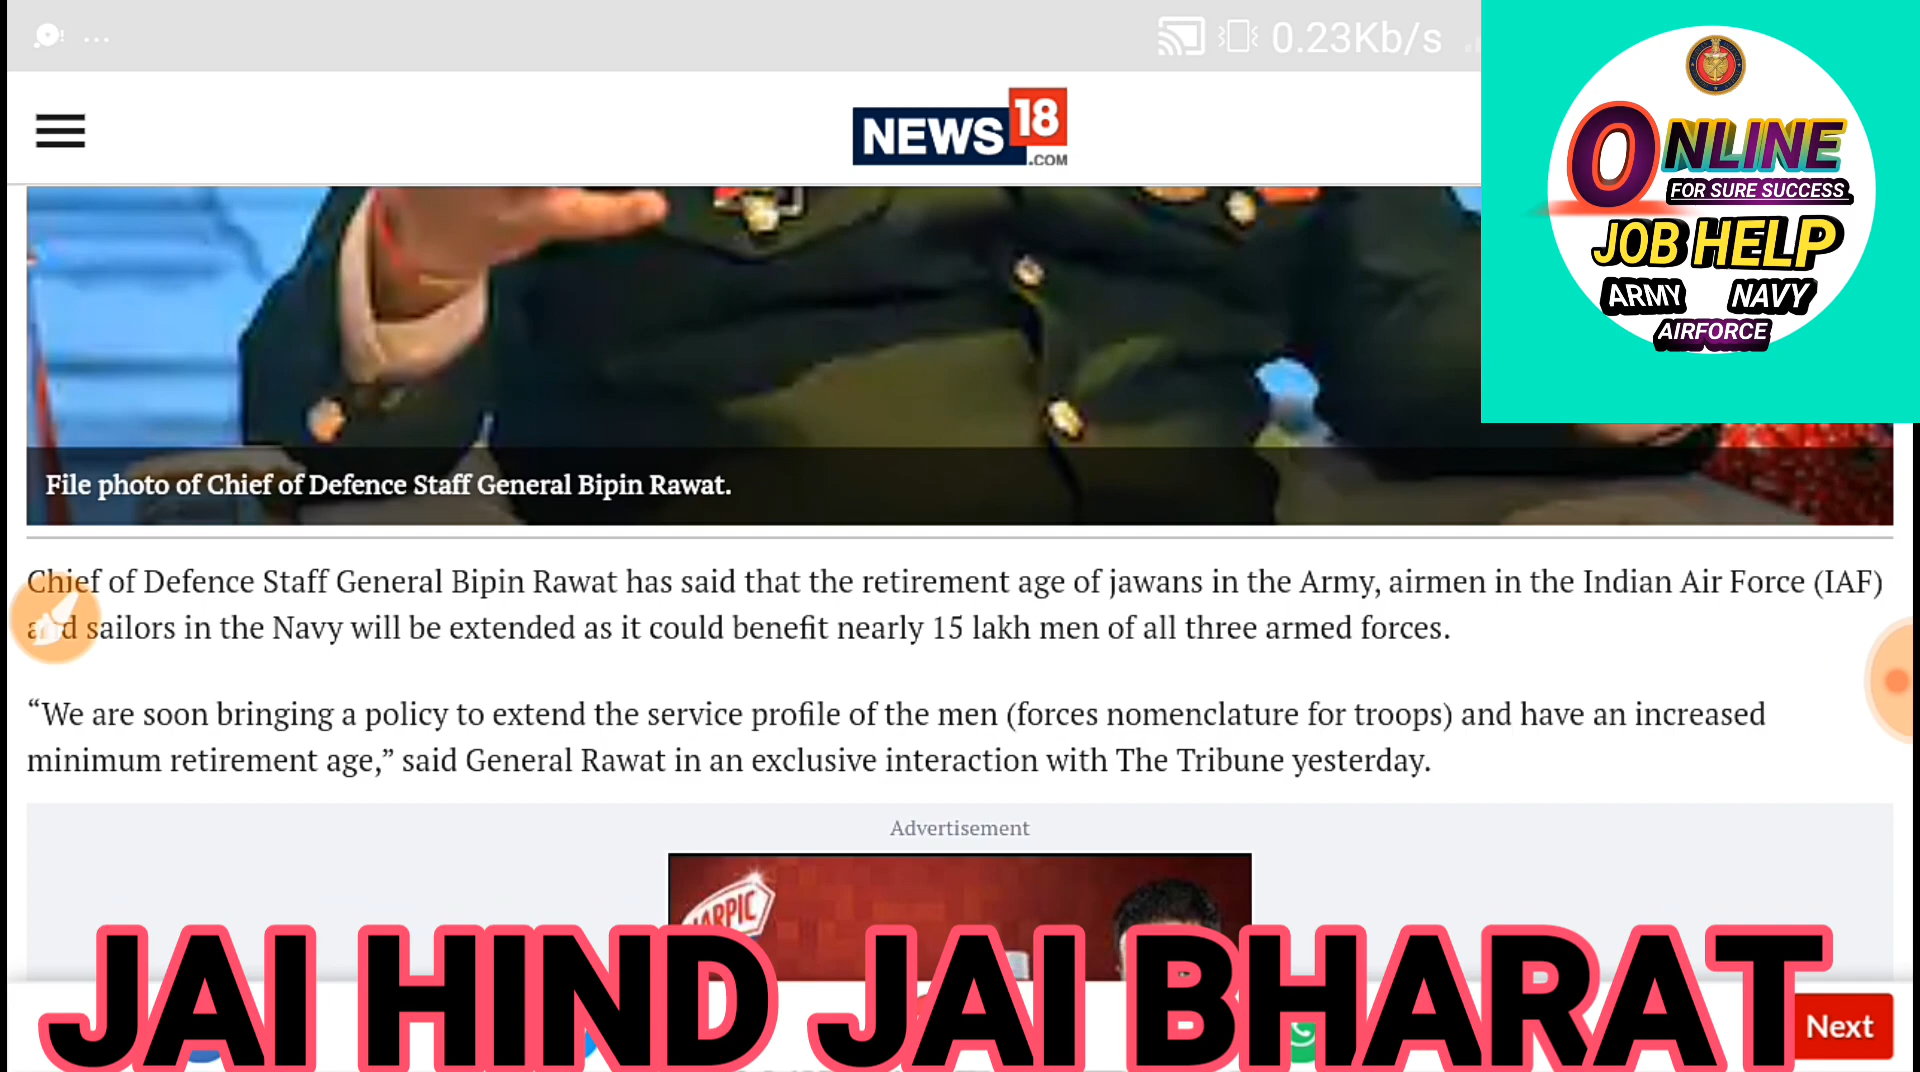 0.23Kb/s
NEWS 18
.COM
ONLINE
FOR SURE SUCCESS
JOB HELP
ARMY NAVY
AIRFORCE
File photo of Chief of Defence Staff General Bipin Rawat.
Chief of Defence Staff General Bipin Rawat has said that the retirement age of jawans in the Army, airmen in the Indian Air Force (IAF)
and sailors in the Navy will be extended as it could benefit nearly 15 lakh men of all three armed forces.
“We are soon bringing a policy to extend the service profile of the men (forces nomenclature for troops) and have an increased
minimum retirement age,” said General Rawat in an exclusive interaction with The Tribune yesterday.
Advertisement
HARPIC
JAI HIND JAI BHARAT
Next